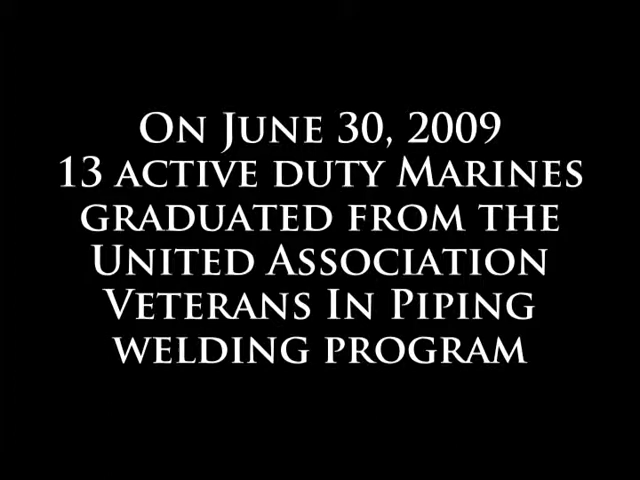 On June 30, 2009
13 active duty Marines
graduated from the
United Association
Veterans In Piping
welding program